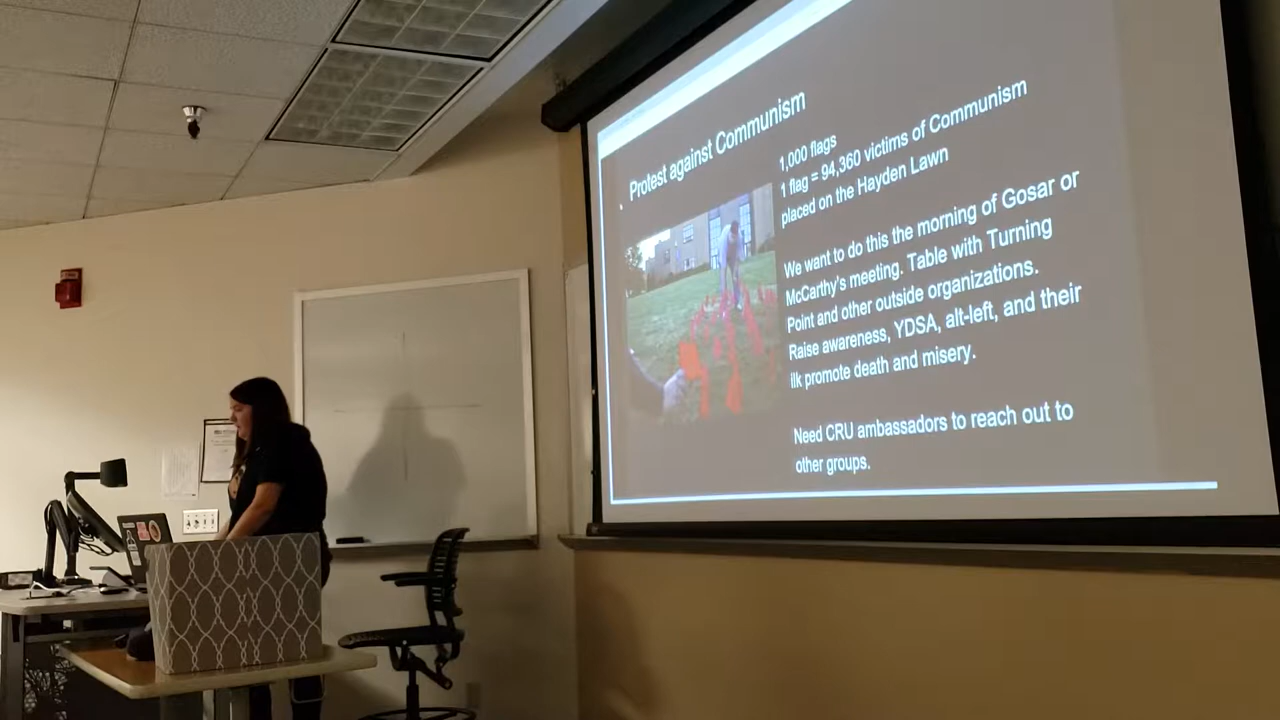 Protest against Communism
1,000 flags
1 flag = 94,360 victims of Communism
placed on the Hayden Lawn
We want to do this the morning of Gosar or
McCarthy's meeting. Table with Turning
Point and other outside organizations.
Raise awareness, YDSA, alt-left, and their
ilk promote death and misery.
Need CRU ambassadors to reach out to
other groups.